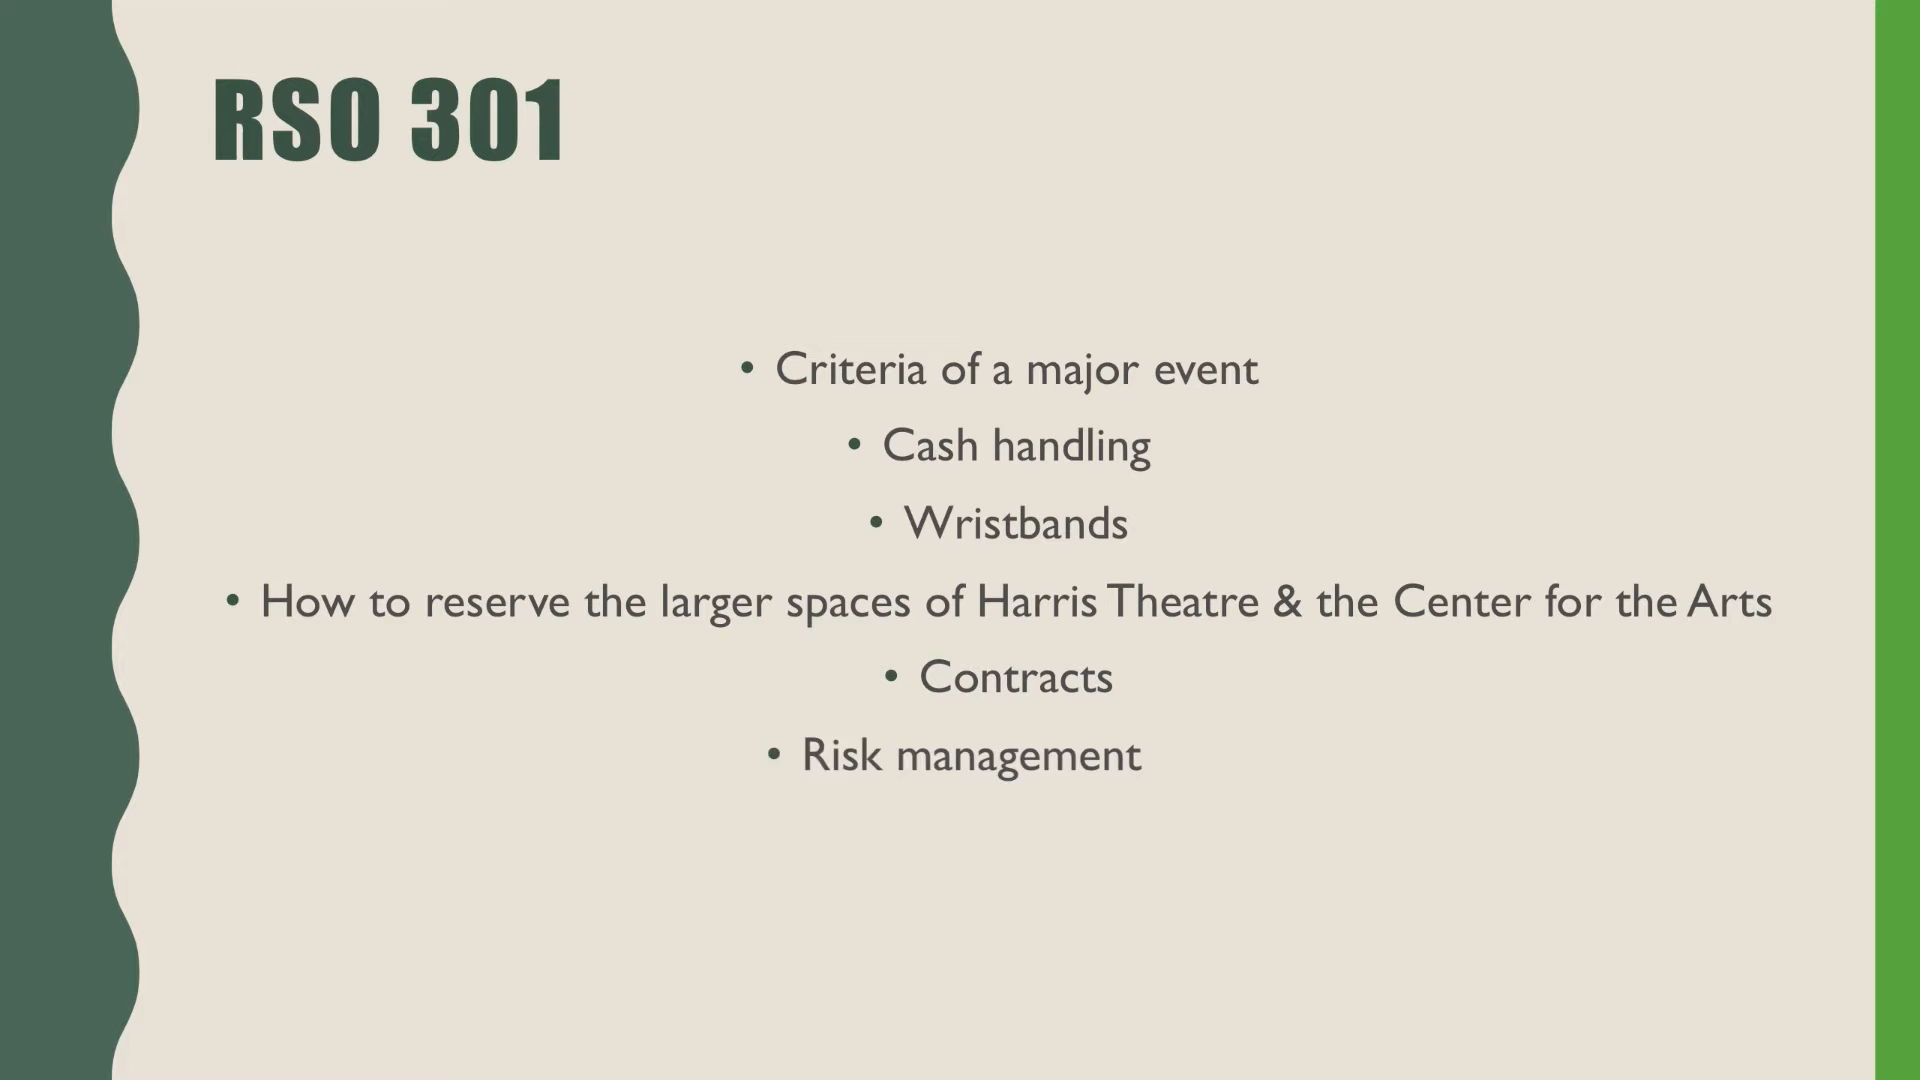 RSO 301
• Criteria of a major event
• Cash handling
• Wristbands
• How to reserve the larger spaces of Harris Theatre & the Center for the Arts
• Contracts
• Risk management